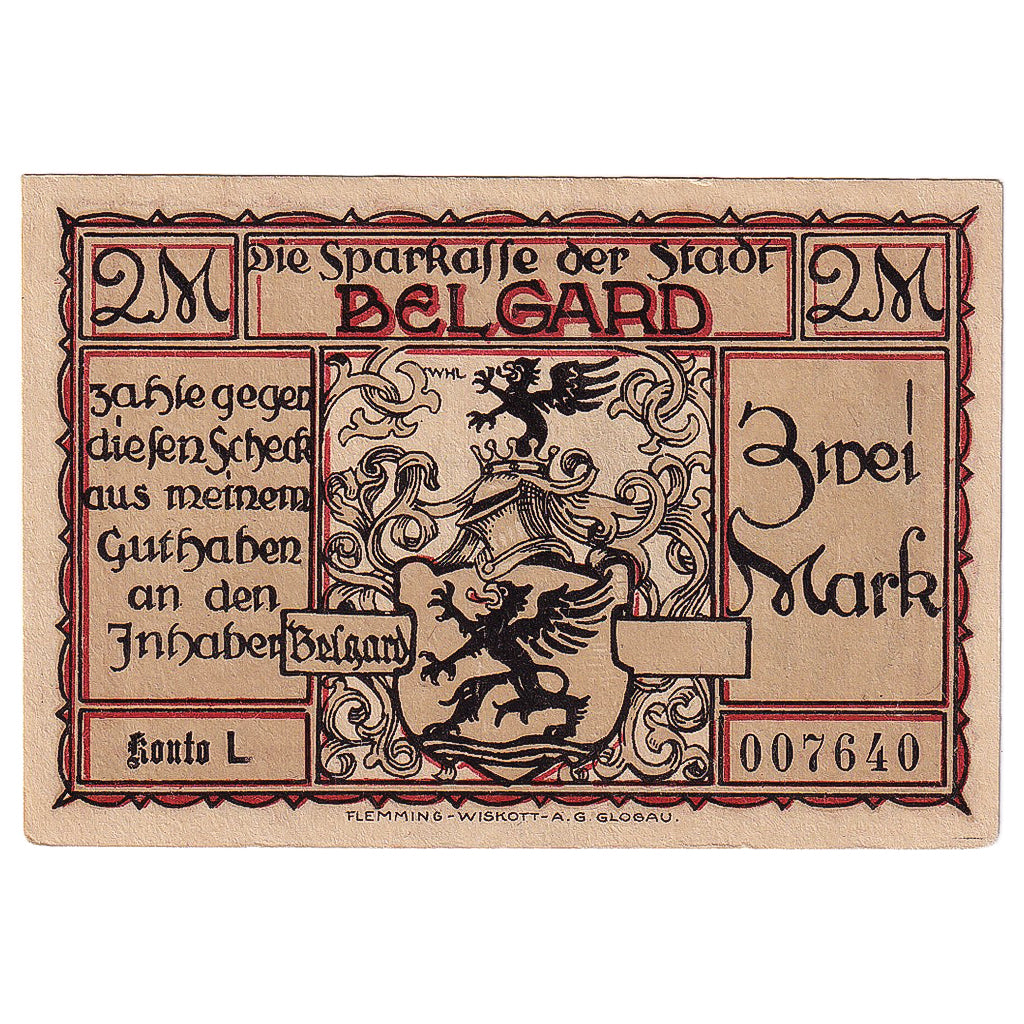 2M
Die Sparkasse der Stadt
BELGARD
2M
zahle gegen
diesen Scheck
aus meinem
Guthaben
an den
Inhaber
WHL
Belgard
Zwei
Mark
Konto L
007640
FLEMMING-WISKOTT-A.G. GLOGAU.